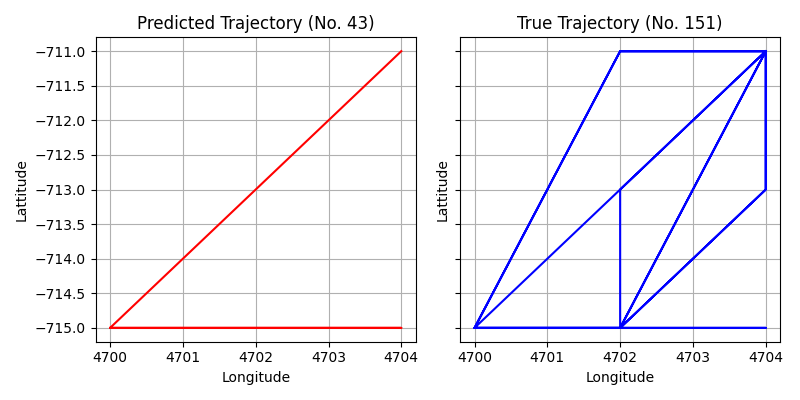 Predicted Trajectory (No. 43)
True Trajectory (No. 151)
−711.0
−711.5
−712.0
−712.5
−713.0
−713.5
−714.0
−714.5
−715.0
Lattitude
Lattitude
4700 4701 4702 4703 4704
4700 4701 4702 4703 4704
Longitude
Longitude